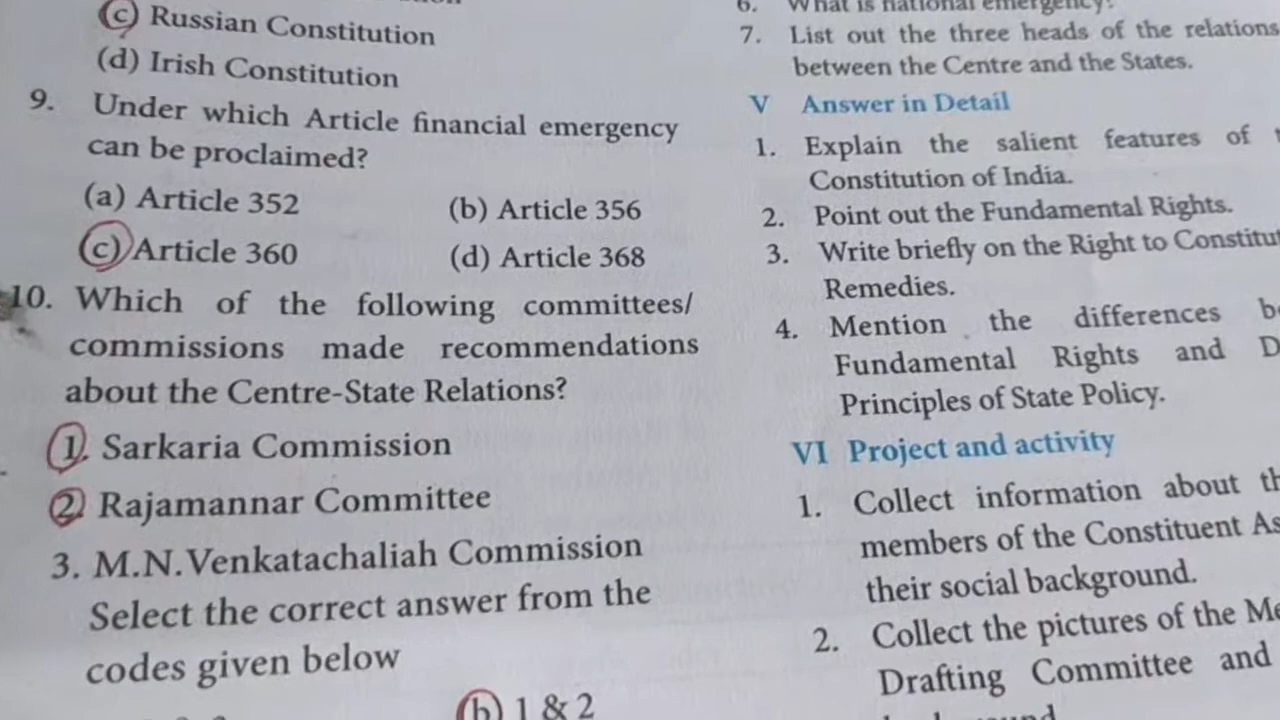 (c) Russian Constitution
(d) Irish Constitution
9. Under which Article financial emergency
can be proclaimed?
(a) Article 352 (b) Article 356
(c) Article 360 (d) Article 368
10. Which of the following committees/
commissions made recommendations
about the Centre-State Relations?
1. Sarkaria Commission
2. Rajamannar Committee
3. M.N.Venkatachaliah Commission
Select the correct answer from the
codes given below
(b) 1 & 2
6. What is national emergency?
7. List out the three heads of the relations
between the Centre and the States.
V Answer in Detail
1. Explain the salient features of
Constitution of India.
2. Point out the Fundamental Rights.
3. Write briefly on the Right to Constitut
Remedies.
4. Mention the differences be
Fundamental Rights and D
Principles of State Policy.
VI Project and activity
1. Collect information about th
members of the Constituent As
their social background.
2. Collect the pictures of the Me
Drafting Committee and